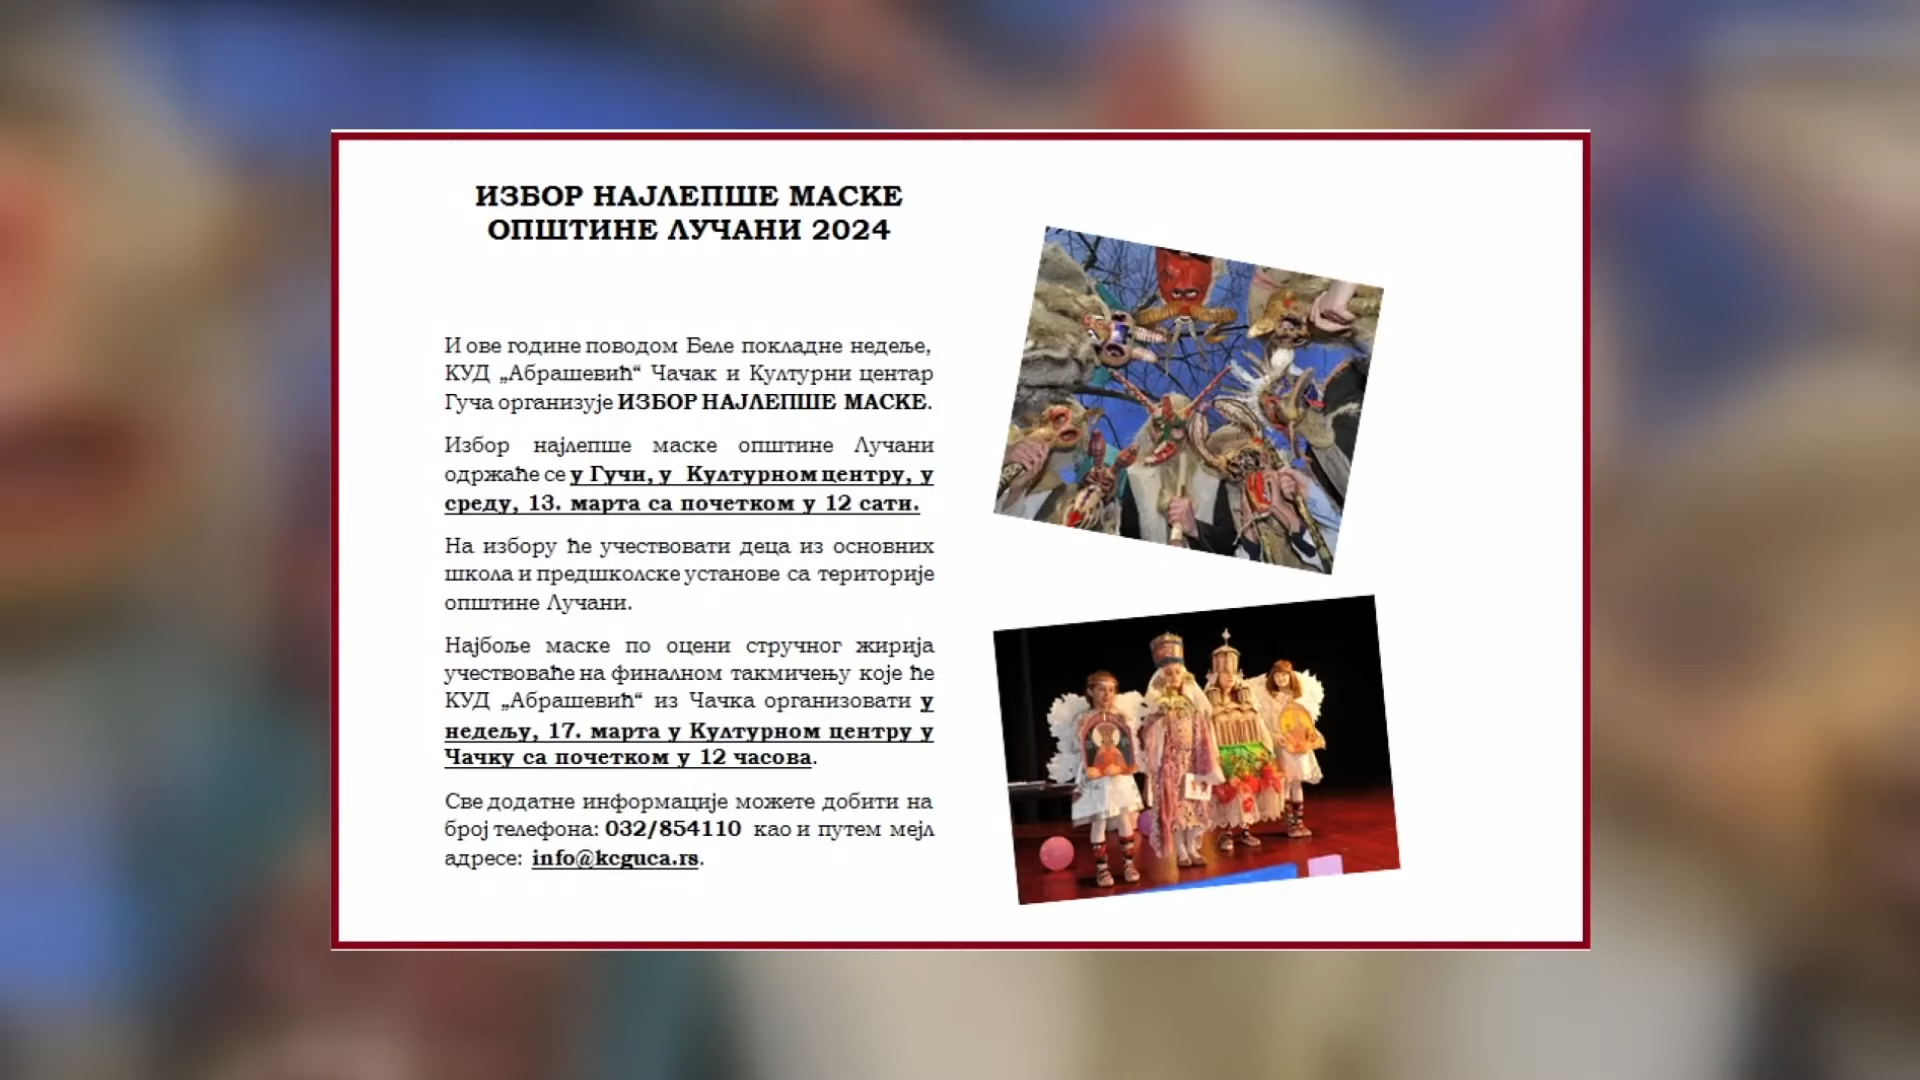 ИЗБОР НАЈЛЕПШЕ МАСКЕ
ОПШТИНЕ ЛУЧАНИ 2024
И ове године поводом Беле покладне недеље,
КУД „Абрашевић“ Чачак и Културни центар
Гуча организује ИЗБОР НАЈЛЕПШЕ МАСКЕ.
Избор најлепше маске општине Лучани
одржаће се у Гучи, у Културном центру, у
среду, 13. марта са почетком у 12 сати.
На избору ће учествовати деца из основних
школа и предшколске установе са територије
општине Лучани.
Најбоље маске по оцени стручног жирија
учествоваће на финалном такмичењу које ће
КУД „Абрашевић“ из Чачка организовати у
недељу, 17. марта у Културном центру у
Чачку са почетком у 12 часова.
Све додатне информације можете добити на
број телефона: 032/854110 као и путем мејл
адресе: info@kcguca.rs.